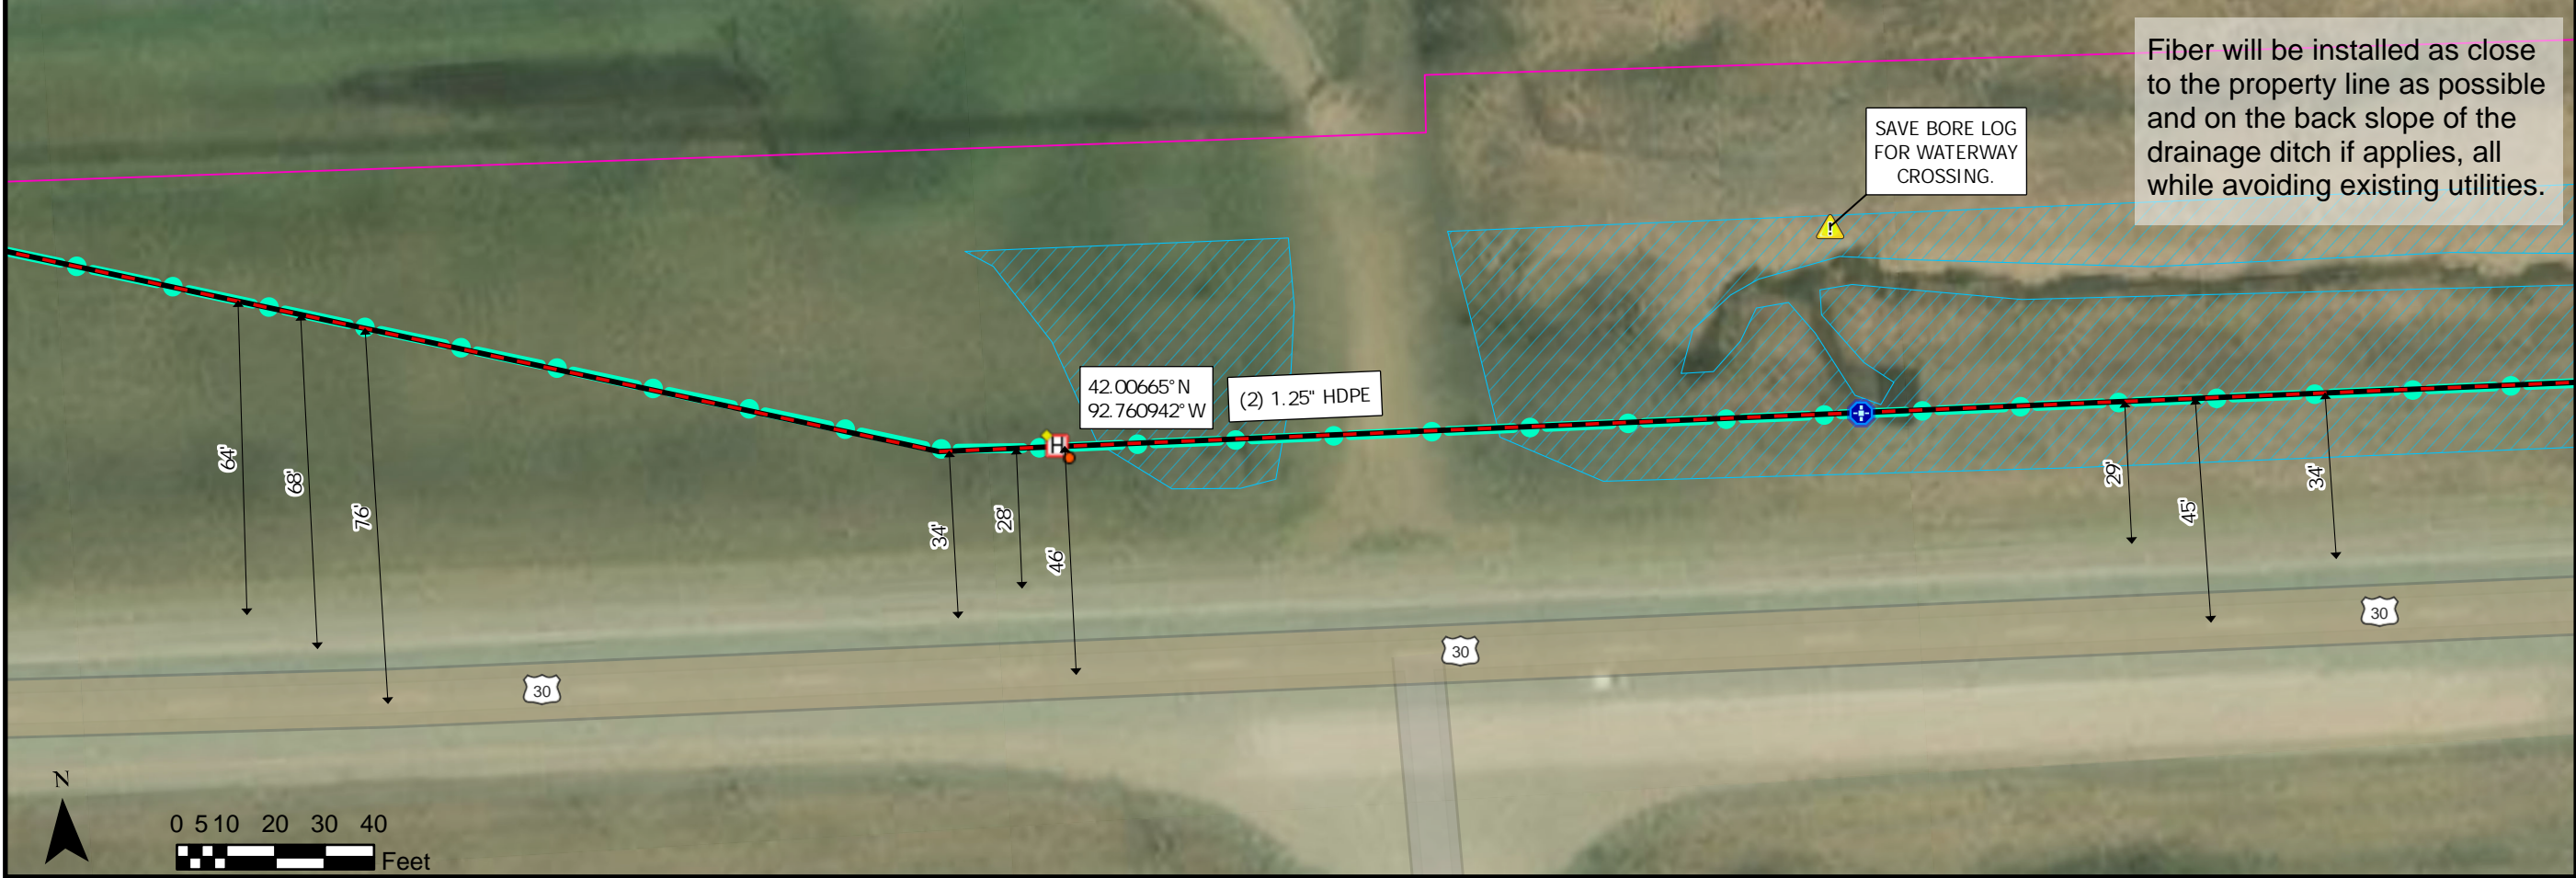 Fiber will be installed as close
to the property line as possible
and on the back slope of the
drainage ditch if applies, all
while avoiding existing utilities.
SAVE BORE LOG
FOR WATERWAY
CROSSING.
!
42.00665°N
92.760942°W
(2) 1.25" HDPE
H
64'
68'
76'
34'
28'
46'
29'
45'
34'
30
30
30
N
0 5 10 20 30 40
Feet